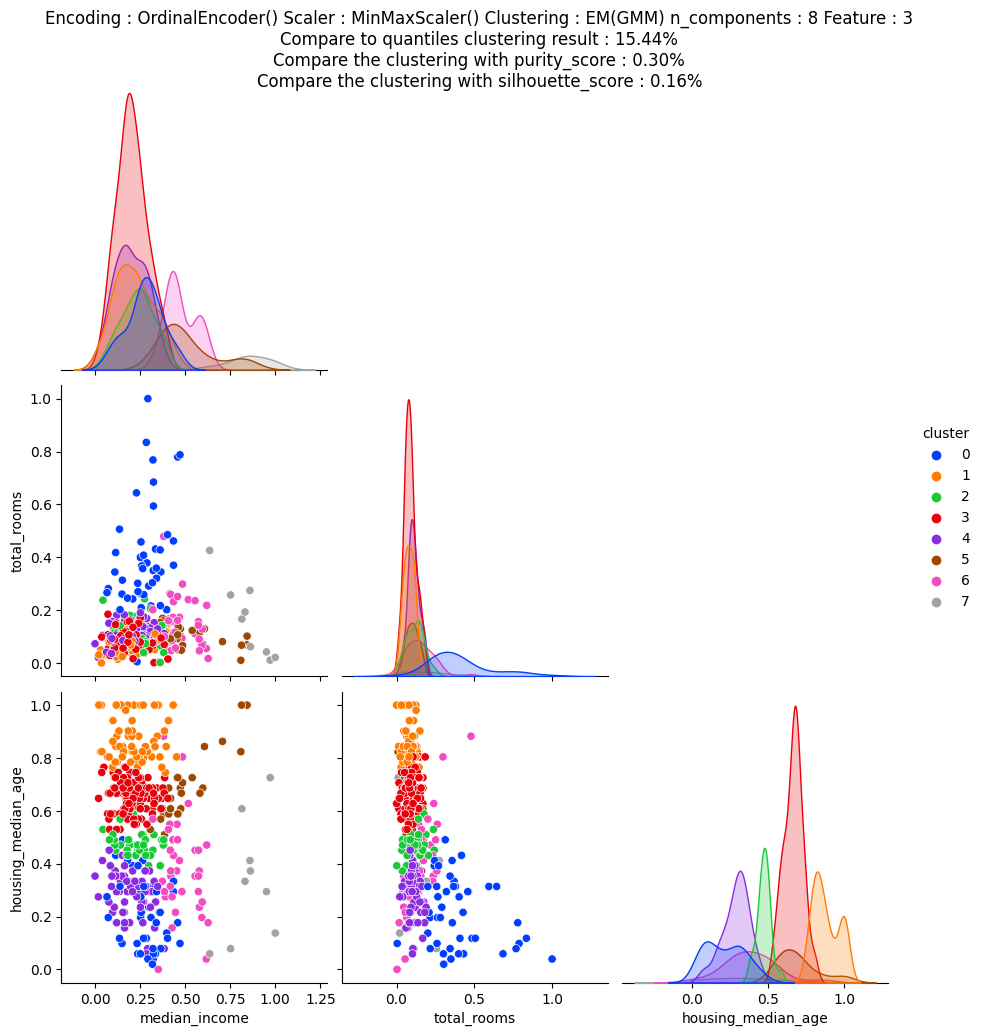 Encoding : OrdinalEncoder() Scaler : MinMaxScaler() Clustering : EM(GMM) n_components : 8 Feature : 3
Compare to quantiles clustering result : 15.44%
Compare the clustering with purity_score : 0.30%
Compare the clustering with silhouette_score : 0.16%
1.0
0.8
0.6
0.4
0.2
0.0
total_rooms
cluster
0
1
2
3
4
5
6
7
1.0
0.8
0.6
0.4
0.2
0.0
housing_median_age
0.00 0.25 0.50 0.75 1.00 1.25
median_income
0.0 0.5 1.0
total_rooms
0.0 0.5 1.0
housing_median_age